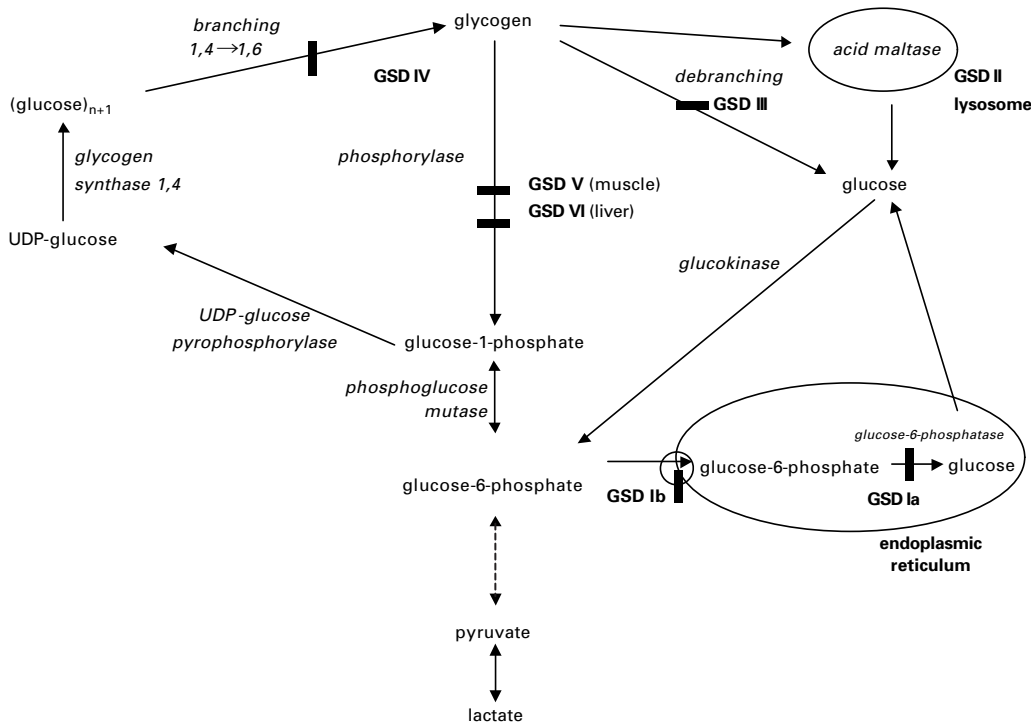 branching
1,4→1,6
glycogen
acid maltase
GSD IV
debranching
GSD II
lysosome
GSD III
(glucose)n+1
glycogen
synthase 1,4
phosphorylase
GSD V (muscle)
GSD VI (liver)
glucose
UDP-glucose
glucokinase
UDP-glucose
pyrophosphorylase
glucose-1-phosphate
phosphoglucose
mutase
glucose-6-phosphatase
glucose-6-phosphate
glucose
glucose-6-phosphate
GSD Ib
GSD Ia
endoplasmic
reticulum
pyruvate
lactate